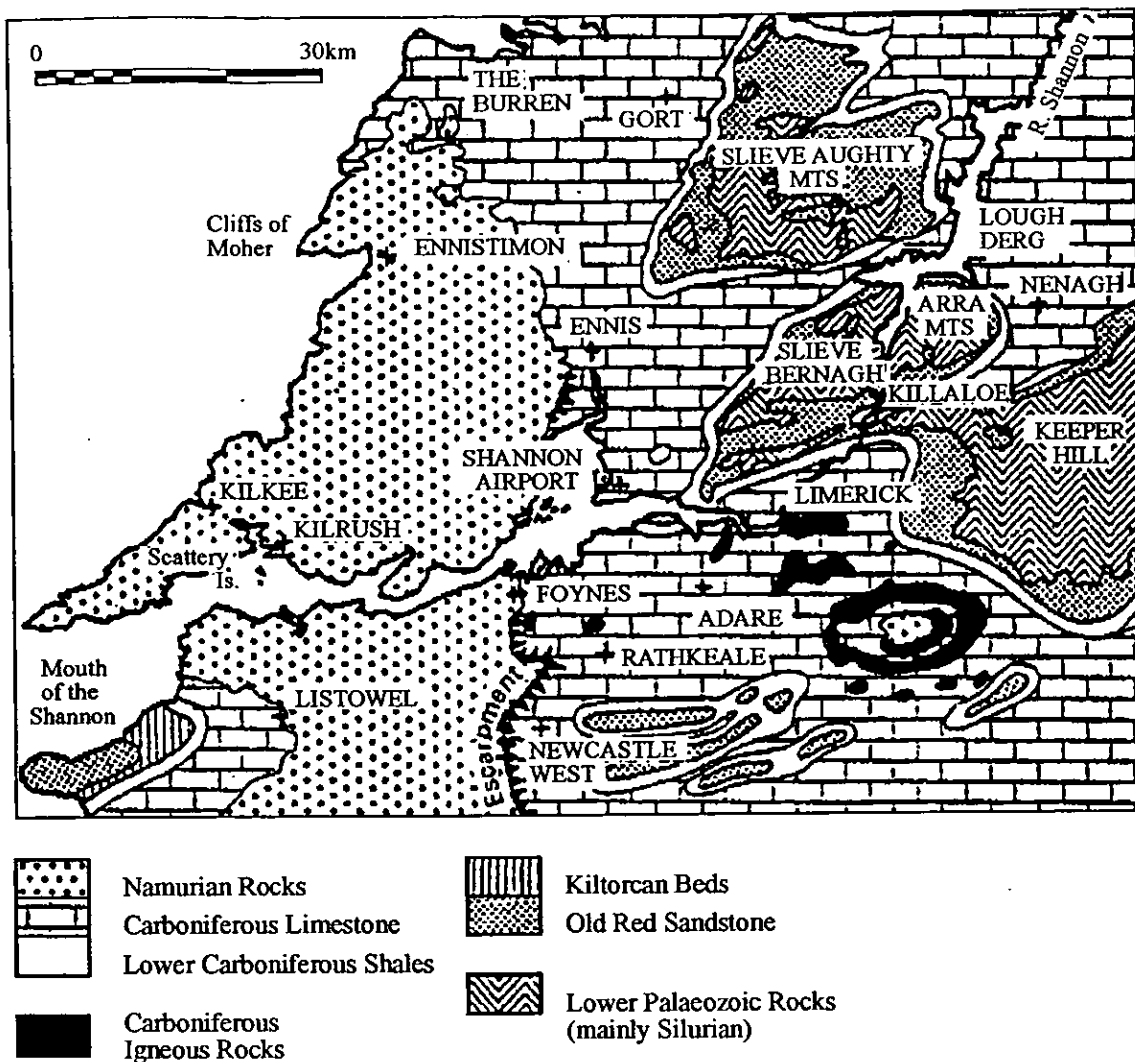 0 30km
THE
BURREN
GORT
R. Shannon
SLIEVE AUGHTY
MTS
Cliffs of
Moher
ENNISTIMON
LOUGH
DERG
NENAGH
ARRA
MTS
ENNIS
SLIEVE
BERNAGH
KILLALOE
KEEPER
HILL
SHANNON
AIRPORT
KILKEE
LIMERICK
KILRUSH
Scattery
Is.
FOYNES
ADARE
RATHKEALE
Mouth
of the
Shannon
LISTOWEL
Escarpment
NEWCASTLE
WEST
Namurian Rocks
Carboniferous Limestone
Lower Carboniferous Shales
Carboniferous
Igneous Rocks
Kiltorcan Beds
Old Red Sandstone
Lower Palaeozoic Rocks
(mainly Silurian)